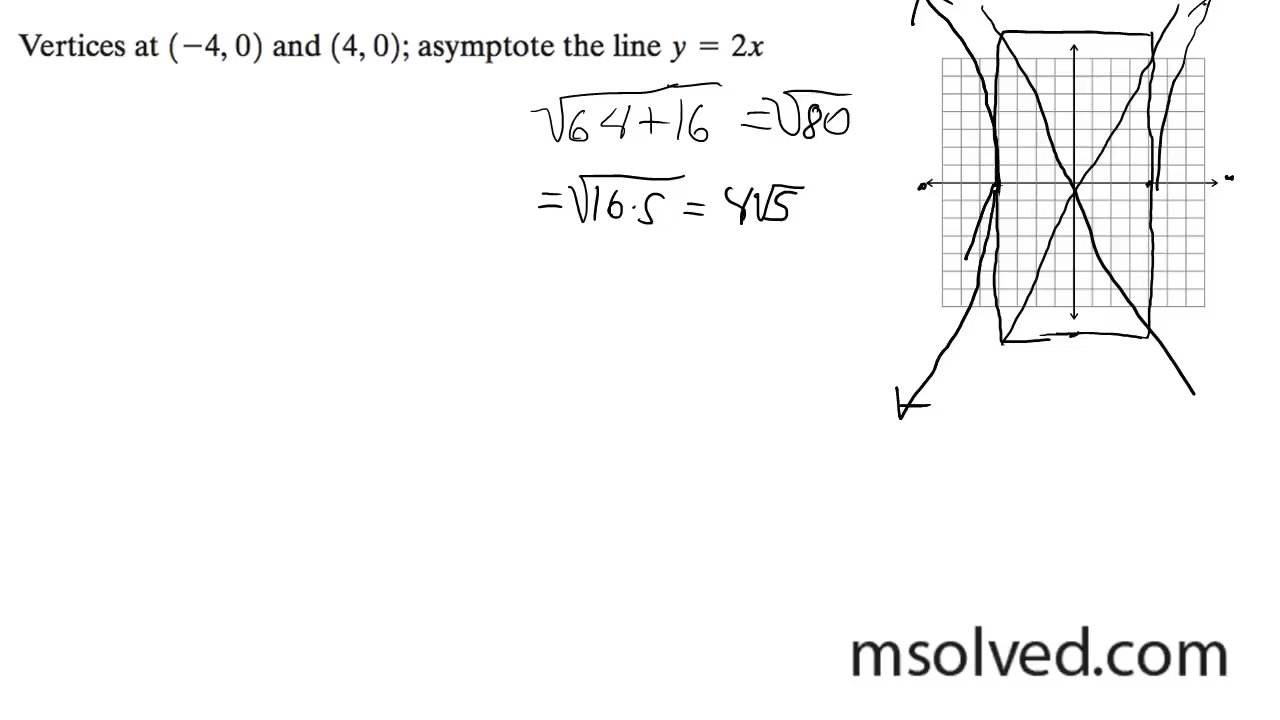 Vertices at (−4, 0) and (4, 0); asymptote the line y = 2x
√64+16 = √80
= √16·5 = 4√5
msolved.com